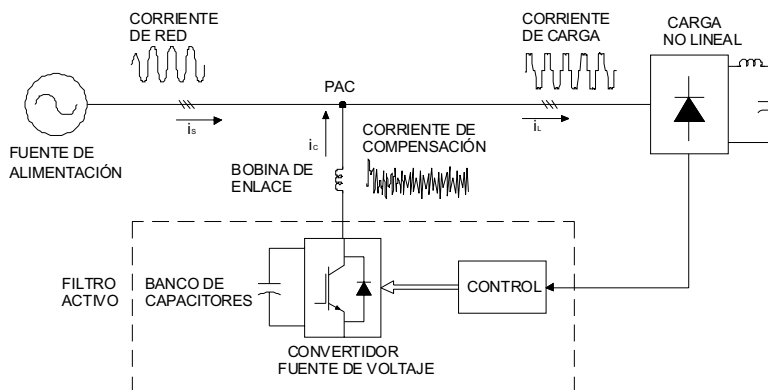 CORRIENTE
DE RED
CORRIENTE
DE CARGA
CARGA
NO LINEAL
PAC
is
ic
iL
FUENTE DE
ALIMENTACIÓN
BOBINA DE
ENLACE
CORRIENTE DE
COMPENSACIÓN
FILTRO
ACTIVO
BANCO DE
CAPACITORES
CONTROL
CONVERTIDOR
FUENTE DE VOLTAJE